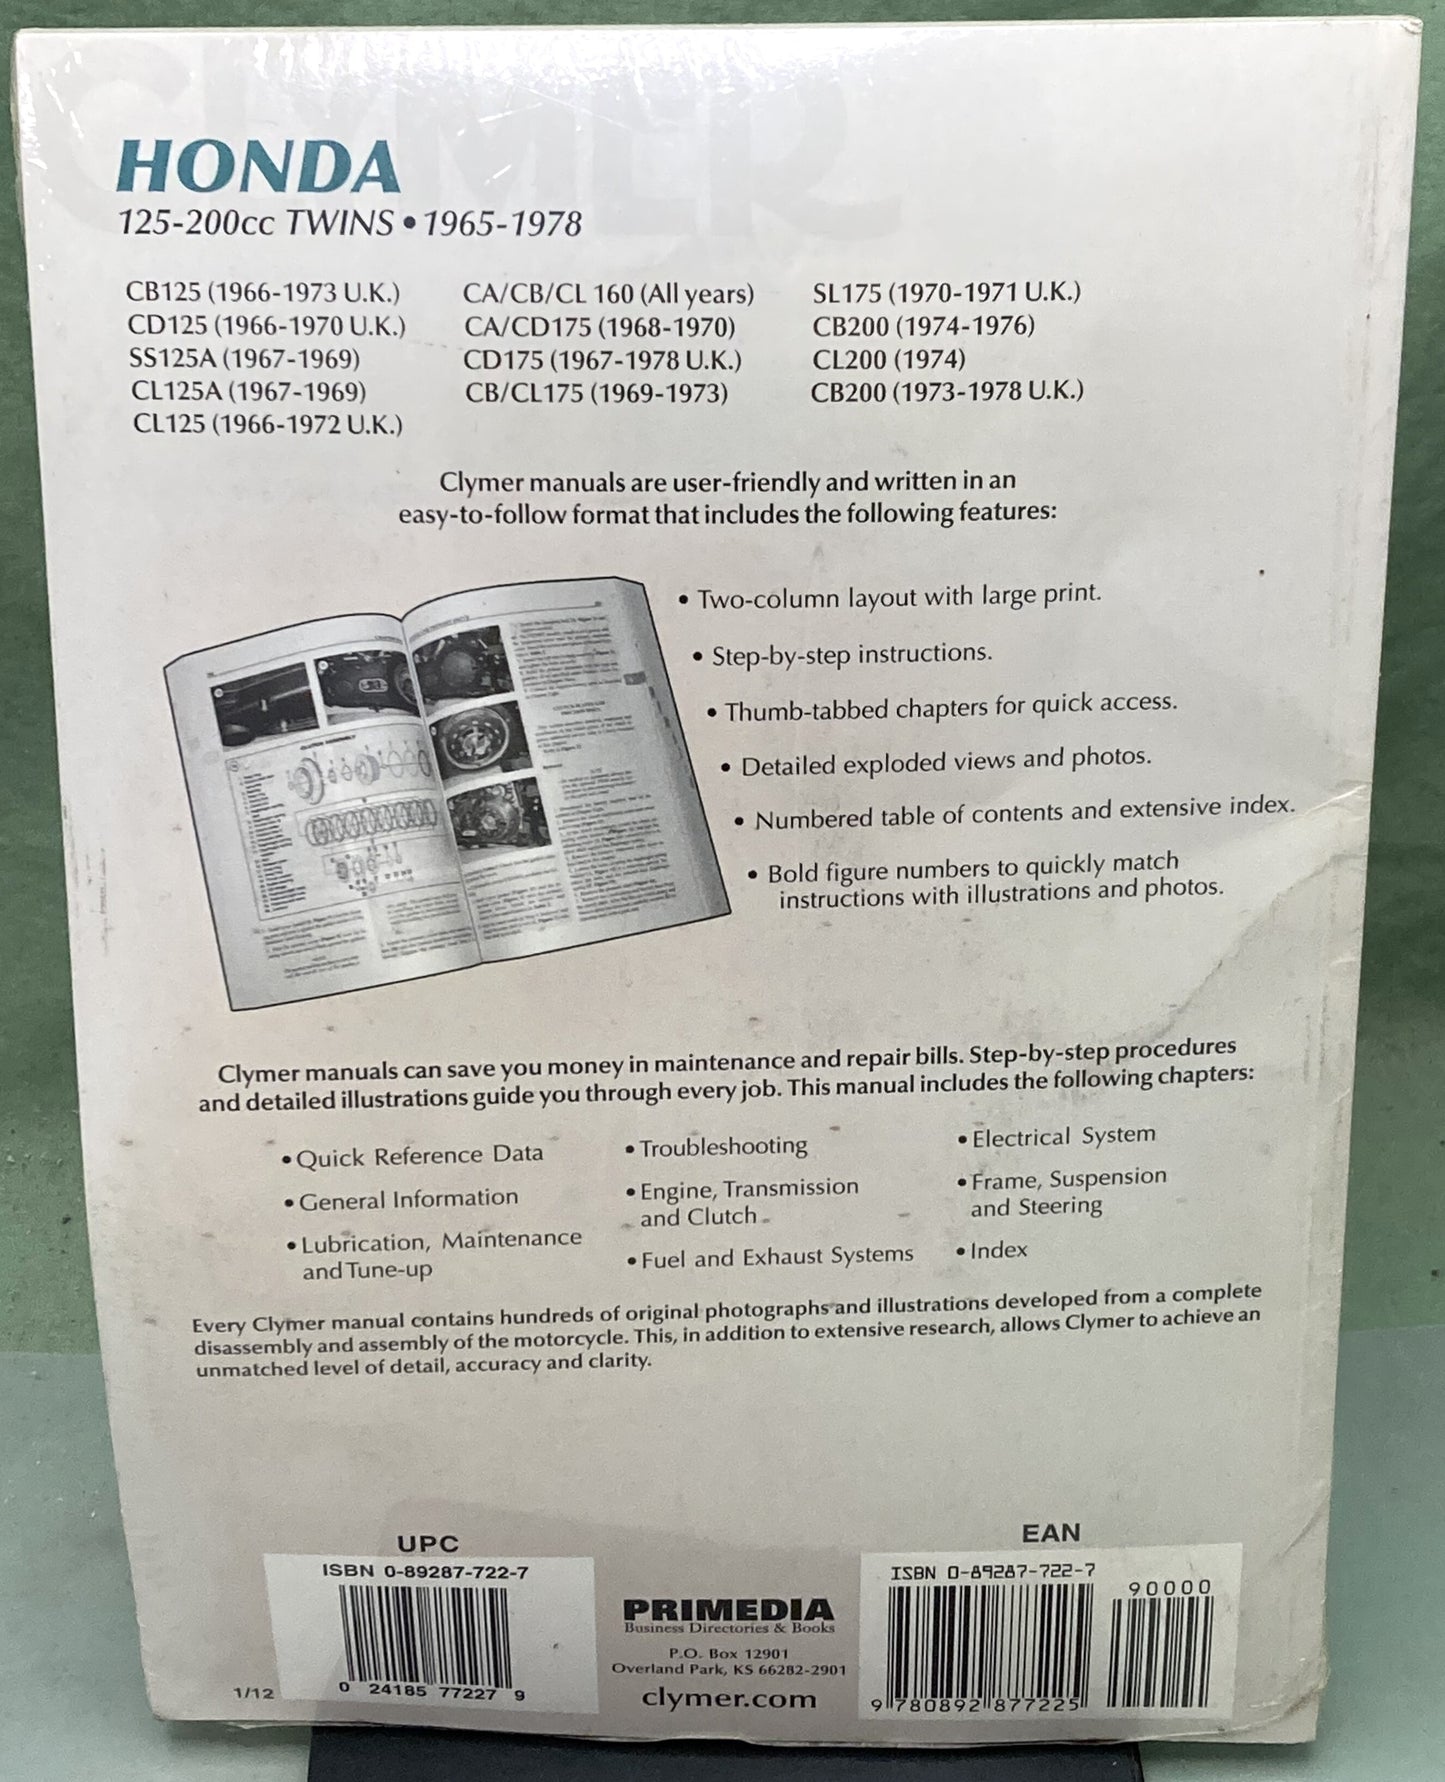 CLYMER
HONDA
125-200cc TWINS • 1965-1978
CB125 (1966-1973 U.K.)
CD125 (1966-1970 U.K.)
SS125A (1967-1969)
CL125A (1967-1969)
CL125 (1966-1972 U.K.)
CA/CB/CL 160 (All years)
CA/CD175 (1968-1970)
CD175 (1967-1978 U.K.)
CB/CL175 (1969-1973)
SL175 (1970-1971 U.K.)
CB200 (1974-1976)
CL200 (1974)
CB200 (1973-1978 U.K.)
Clymer manuals are user-friendly and written in an
easy-to-follow format that includes the following features:
• Two-column layout with large print.
• Step-by-step instructions.
• Thumb-tabbed chapters for quick access.
• Detailed exploded views and photos.
• Numbered table of contents and extensive index.
• Bold figure numbers to quickly match
instructions with illustrations and photos.
Clymer manuals can save you money in maintenance and repair bills. Step-by-step procedures
and detailed illustrations guide you through every job. This manual includes the following chapters:
• Quick Reference Data
• General Information
• Lubrication, Maintenance
and Tune-up
• Troubleshooting
• Engine, Transmission
and Clutch
• Fuel and Exhaust Systems
• Electrical System
• Frame, Suspension
and Steering
• Index
Every Clymer manual contains hundreds of original photographs and illustrations developed from a complete
disassembly and assembly of the motorcycle. This, in addition to extensive research, allows Clymer to achieve an
unmatched level of detail, accuracy and clarity.
UPC
ISBN 0-89287-722-7
0 24185 77227 9
1/12
PRIMEDIA
Business Directories & Books
P.O. Box 12901
Overland Park, KS 66282-2901
clymer.com
EAN
ISBN 0-89287-722-7
90000
9 780892 877225